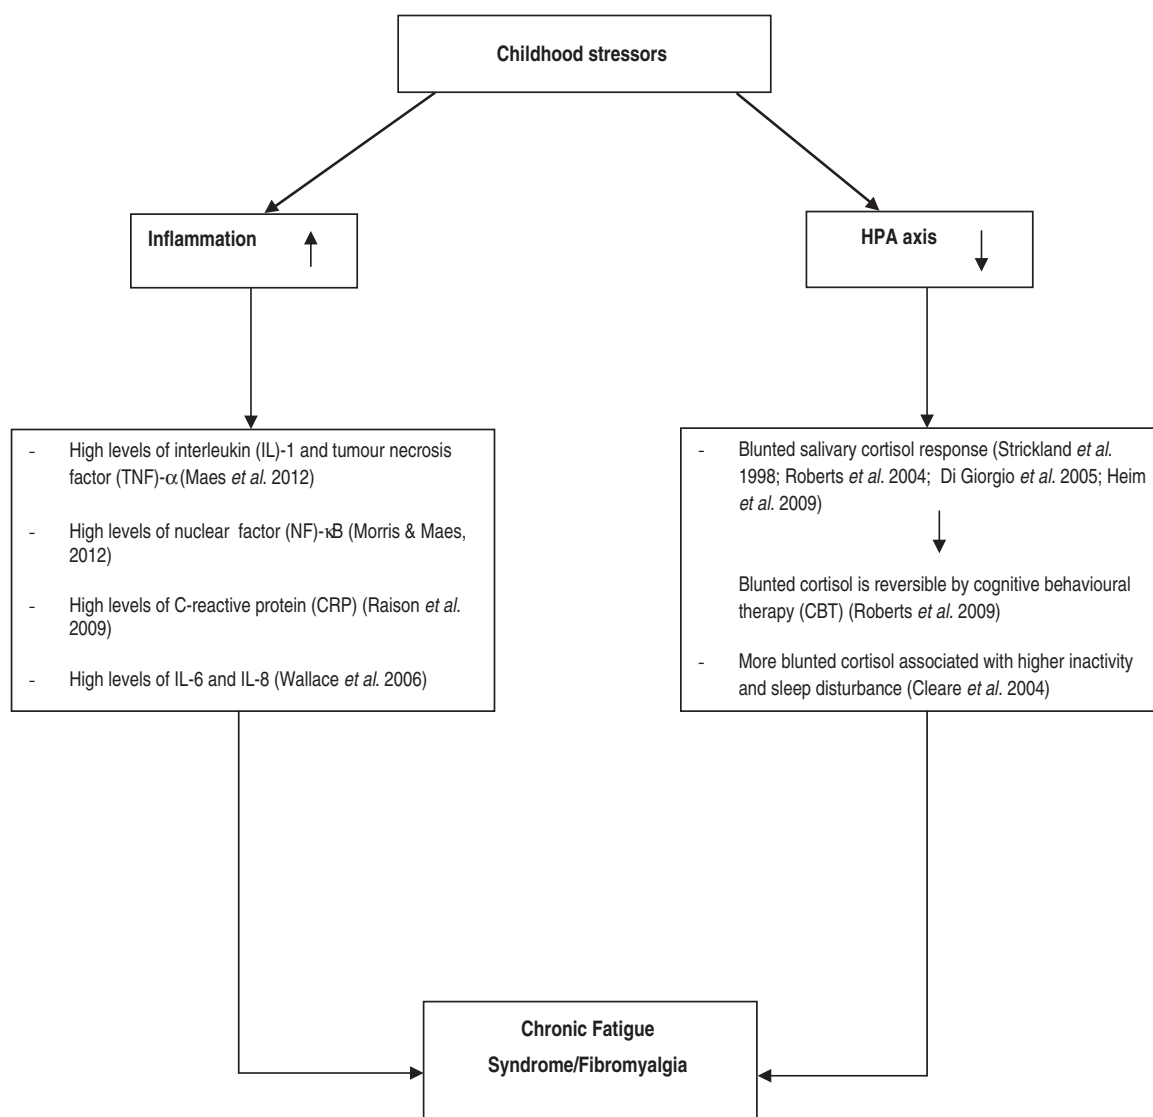 Childhood stressors
Inflammation
HPA axis
- High levels of interleukin (IL)-1 and tumour necrosis
factor (TNF)-α (Maes et al. 2012)
- High levels of nuclear factor (NF)-κB (Morris & Maes,
2012)
- High levels of C-reactive protein (CRP) (Raison et al.
2009)
- High levels of IL-6 and IL-8 (Wallace et al. 2006)
- Blunted salivary cortisol response (Strickland et al.
1998; Roberts et al. 2004; Di Giorgio et al. 2005; Heim
et al. 2009)
Blunted cortisol is reversible by cognitive behavioural
therapy (CBT) (Roberts et al. 2009)
- More blunted cortisol associated with higher inactivity
and sleep disturbance (Cleare et al. 2004)
Chronic Fatigue
Syndrome/Fibromyalgia